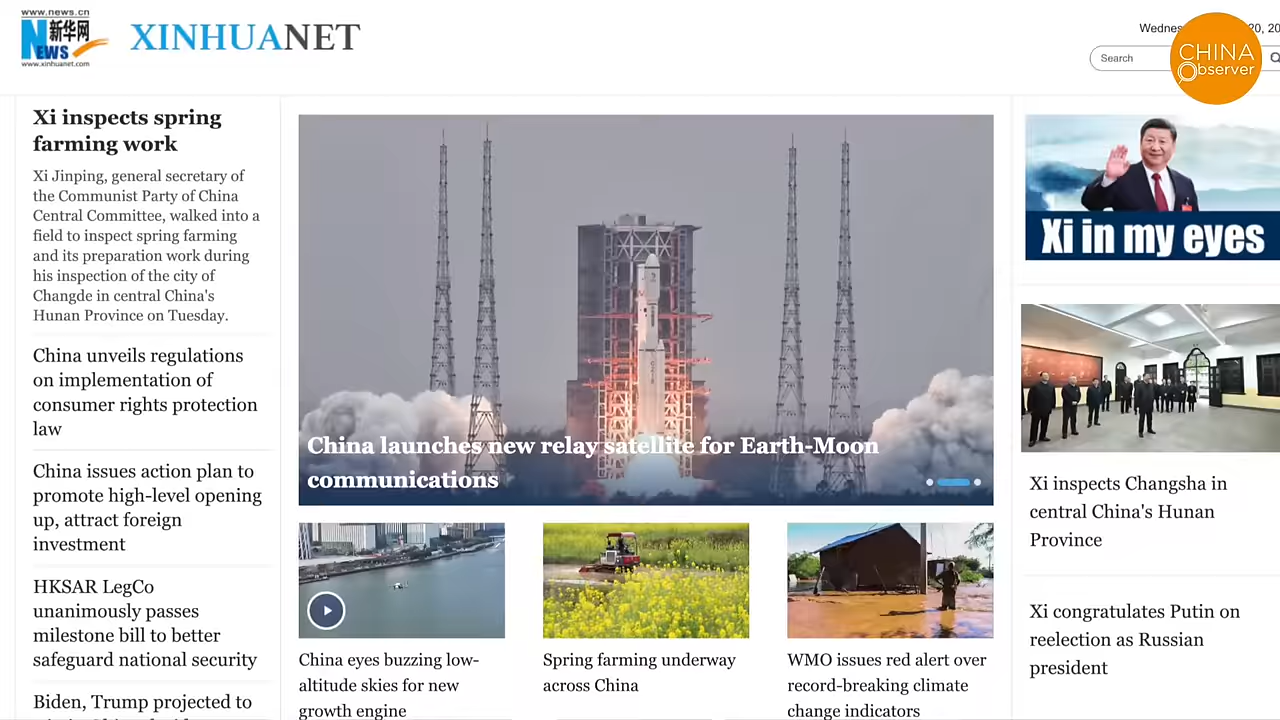 www.news.cn
新华网
NEWS
www.xinhuanet.com
XINHUANET
Wednes 20, 20
Search
CHINA
Observer
Xi inspects spring
farming work
Xi Jinping, general secretary of
the Communist Party of China
Central Committee, walked into a
field to inspect spring farming
and its preparation work during
his inspection of the city of
Changde in central China's
Hunan Province on Tuesday.
China unveils regulations
on implementation of
consumer rights protection
law
China issues action plan to
promote high-level opening
up, attract foreign
investment
HKSAR LegCo
unanimously passes
milestone bill to better
safeguard national security
Biden, Trump projected to
China launches new relay satellite for Earth-Moon
communications
China eyes buzzing low-
altitude skies for new
growth engine
Spring farming underway
across China
WMO issues red alert over
record-breaking climate
change indicators
Xi in my eyes
Xi inspects Changsha in
central China's Hunan
Province
Xi congratulates Putin on
reelection as Russian
president